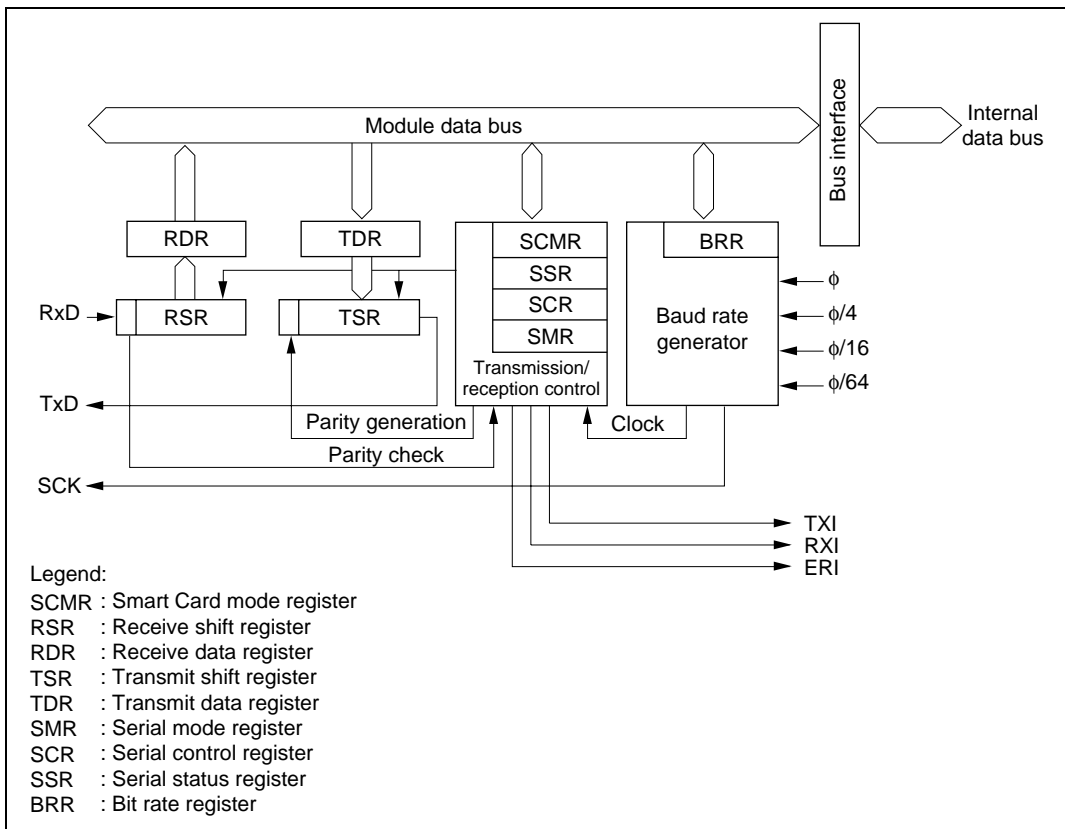 Module data bus
Bus interface
Internal
data bus
RDR
TDR
SCMR
BRR
SSR
φ
RxD
RSR
TSR
SCR
Baud rate
generator
φ/4
SMR
φ/16
Transmission/
reception control
φ/64
TxD
Parity generation
Clock
Parity check
SCK
TXI
RXI
ERI
Legend:
SCMR : Smart Card mode register
RSR : Receive shift register
RDR : Receive data register
TSR : Transmit shift register
TDR : Transmit data register
SMR : Serial mode register
SCR : Serial control register
SSR : Serial status register
BRR : Bit rate register